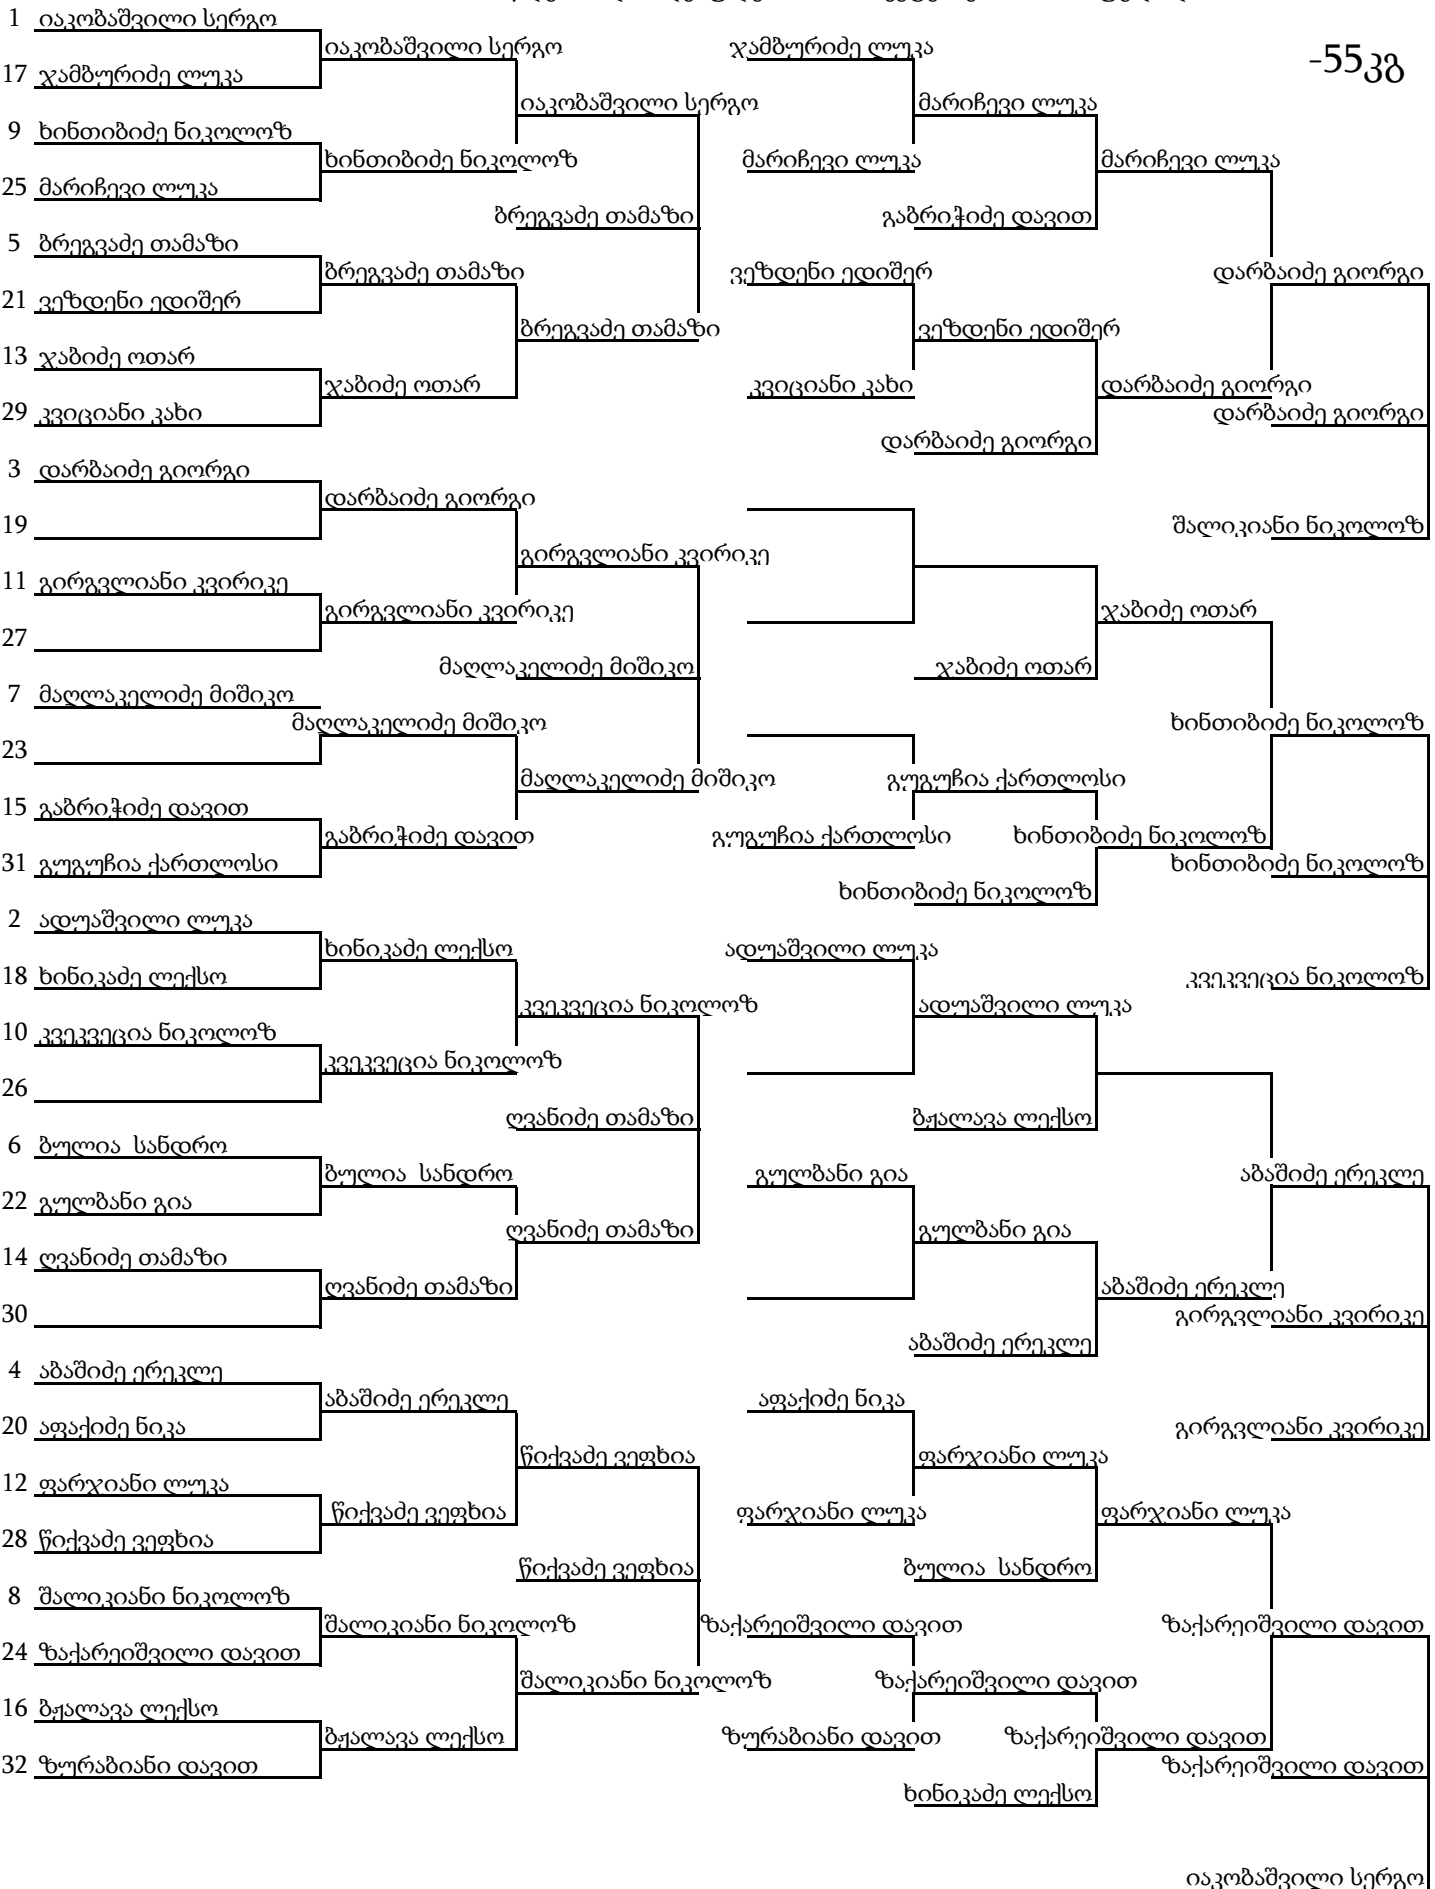 1 იაკობაშვილი სერგო
იაკობაშვილი სერგო
ჯამბურიძე ლუკა
-55კგ
17 ჯამბურიძე ლუკა
იაკობაშვილი სერგო
მარიჩევი ლუკა
9 ხინთიბიძე ნიკოლოზ
ხინთიბიძე ნიკოლოზ
მარიჩევი ლუკა
მარიჩევი ლუკა
25 მარიჩევი ლუკა
ბრეგვაძე თამაზი
გაბრიჭიძე დავით
5 ბრეგვაძე თამაზი
ბრეგვაძე თამაზი
ვეზდენი ედიშერ
დარბაიძე გიორგი
21 ვეზდენი ედიშერ
ბრეგვაძე თამაზი
ვეზდენი ედიშერ
13 ჯაბიძე ოთარ
ჯაბიძე ოთარ
კვიციანი კახი
დარბაიძე გიორგი
29 კვიციანი კახი
დარბაიძე გიორგი
დარბაიძე გიორგი
3 დარბაიძე გიორგი
დარბაიძე გიორგი
19
შალიკიანი ნიკოლოზ
გირგვლიანი კვირიკე
11 გირგვლიანი კვირიკე
გირგვლიანი კვირიკე
ჯაბიძე ოთარ
27
მაღლაკელიძე მიშიკო
ჯაბიძე ოთარ
7 მაღლაკელიძე მიშიკო
მაღლაკელიძე მიშიკო
ხინთიბიძე ნიკოლოზ
23
მაღლაკელიძე მიშიკო
გუგუჩია ქართლოსი
15 გაბრიჭიძე დავით
გაბრიჭიძე დავით
გუგუჩია ქართლოსი
ხინთიბიძე ნიკოლოზ
31 გუგუჩია ქართლოსი
ხინთიბიძე ნიკოლოზ
ხინთიბიძე ნიკოლოზ
2 ადუაშვილი ლუკა
ხინიკაძე ლექსო
ადუაშვილი ლუკა
18 ხინიკაძე ლექსო
კვეკვეცია ნიკოლოზ
კვეკვეცია ნიკოლოზ
ადუაშვილი ლუკა
10 კვეკვეცია ნიკოლოზ
კვეკვეცია ნიკოლოზ
26
ღვანიძე თამაზი
ბჟალავა ლექსო
6 ბულია სანდრო
ბულია სანდრო
გულბანი გია
აბაშიძე ერეკლე
22 გულბანი გია
ღვანიძე თამაზი
გულბანი გია
14 ღვანიძე თამაზი
ღვანიძე თამაზი
აბაშიძე ერეკლე
30
გირგვლიანი კვირიკე
აბაშიძე ერეკლე
4 აბაშიძე ერეკლე
აბაშიძე ერეკლე
აფაქიძე ნიკა
20 აფაქიძე ნიკა
გირგვლიანი კვირიკე
წიქვაძე ვეფხია
ფარჯიანი ლუკა
12 ფარჯიანი ლუკა
წიქვაძე ვეფხია
ფარჯიანი ლუკა
ფარჯიანი ლუკა
28 წიქვაძე ვეფხია
წიქვაძე ვეფხია
ბულია სანდრო
8 შალიკიანი ნიკოლოზ
შალიკიანი ნიკოლოზ
ზაქარეიშვილი დავით
ზაქარეიშვილი დავით
24 ზაქარეიშვილი დავით
შალიკიანი ნიკოლოზ
ზაქარეიშვილი დავით
16 ბჟალავა ლექსო
ბჟალავა ლექსო
ზურაბიანი დავით
ზაქარეიშვილი დავით
32 ზურაბიანი დავით
ზაქარეიშვილი დავით
ხინიკაძე ლექსო
იაკობაშვილი სერგო